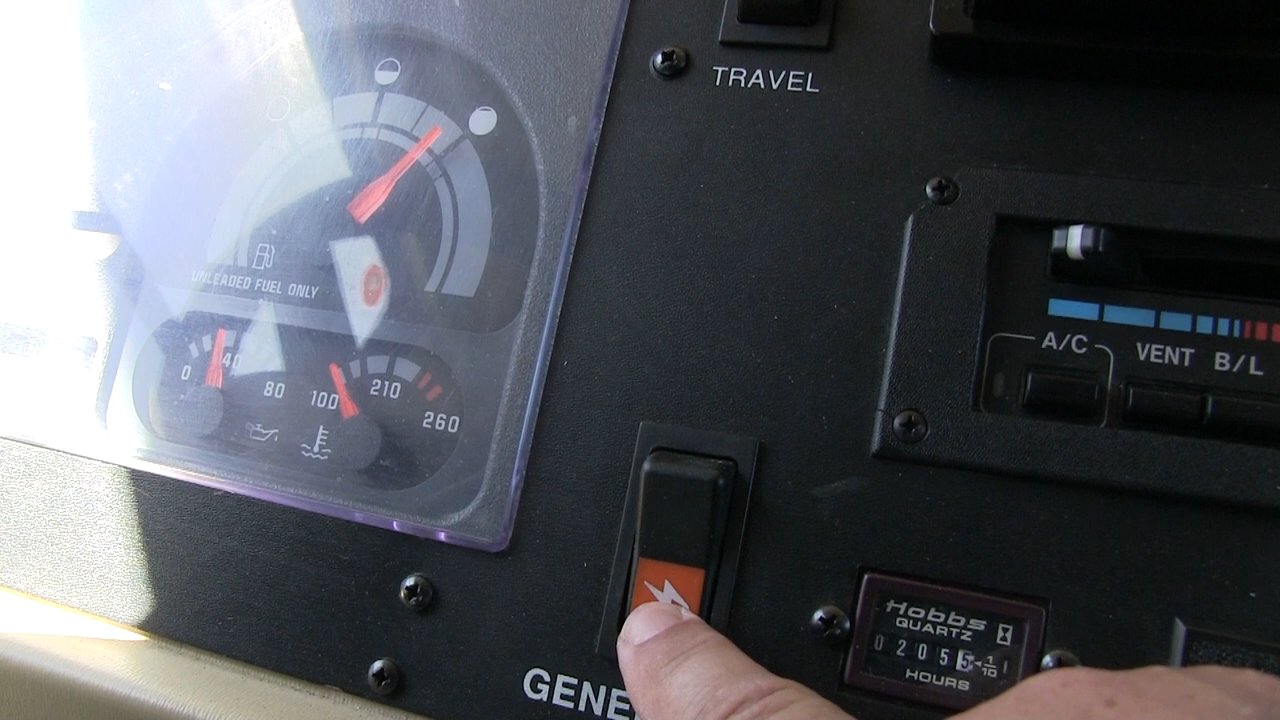 TRAVEL
UNLEADED FUEL ONLY
0 40 80
100 210 260
A/C VENT B/L
Hobbs
QUARTZ
0 2 0 5 5 1/10
HOURS
GENE